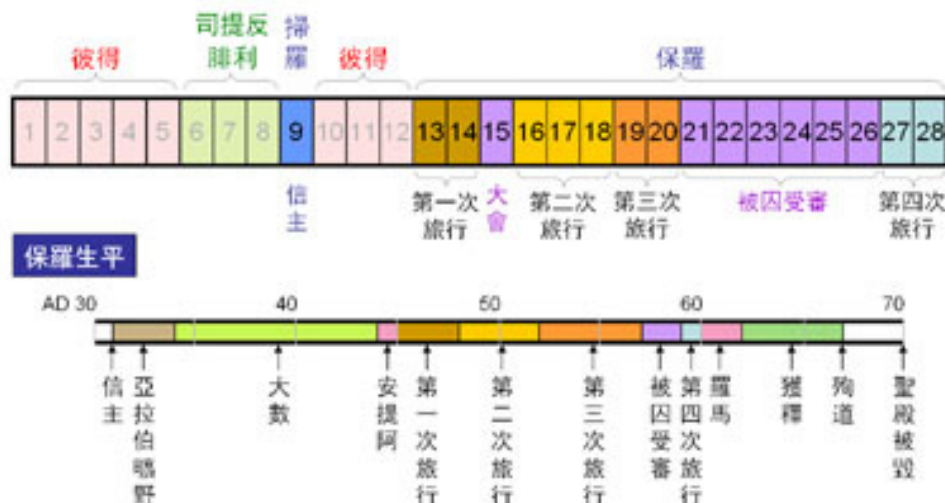 彼得
司提反
腓利
掃羅
彼得
保羅
1 2 3 4 5 6 7 8 9 10 11 12 13 14 15 16 17 18 19 20 21 22 23 24 25 26 27 28
信主
第一次
旅行
大會
第二次
旅行
第三次
旅行
被囚受審
第四次
旅行
保羅生平
AD 30 40 50 60 70
信主
亞拉伯曠野
大數
安提阿
第一次旅行
第二次旅行
第三次旅行
被囚受審
第四次旅行
羅馬
獲釋
殉道
聖殿被毀